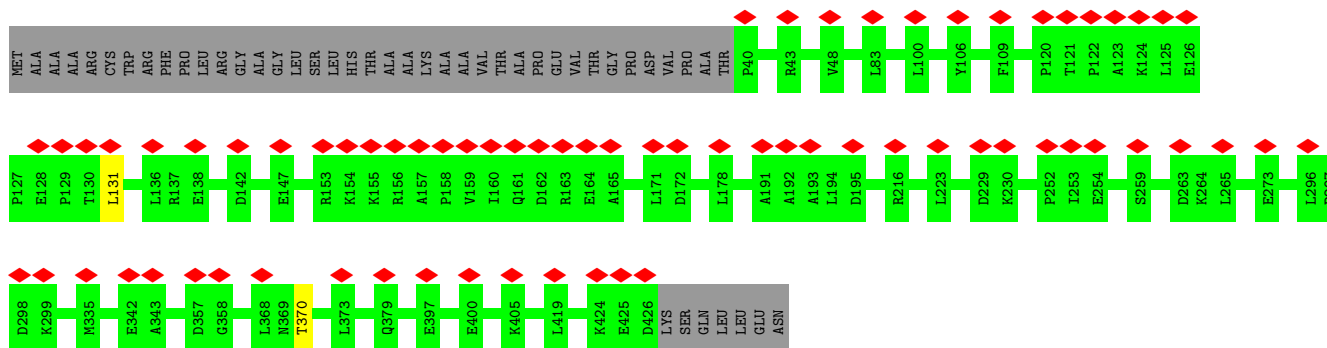 MET ALA ALA ALA ARG CYS TRP ARG PHE PRO LEU ARG GLY ALA GLY LEU SER LEU HIS THR ALA ALA LYS ALA ALA VAL THR ALA PRO GLU VAL THR GLY PRO ASP VAL PRO ALA THR P40 R43 V48 L83 L100 Y106 F109 P120 T121 P122 A123 K124 L125 E126
P127 E128 P129 T130 L131 L136 R137 E138 D142 E147 R153 K154 K155 R156 A157 P158 V159 I160 Q161 D162 R163 E164 A165 L171 D172 L178 A191 A192 A193 L194 D195 R216 L223 D229 K230 P252 I253 E254 S259 D263 K264 L265 E273 L296
D298 K299 M335 E342 A343 D357 G358 L368 N369 T370 L373 Q379 E397 E400 K405 L419 K424 E425 D426 LYS SER GLN LEU LEU GLU ASN